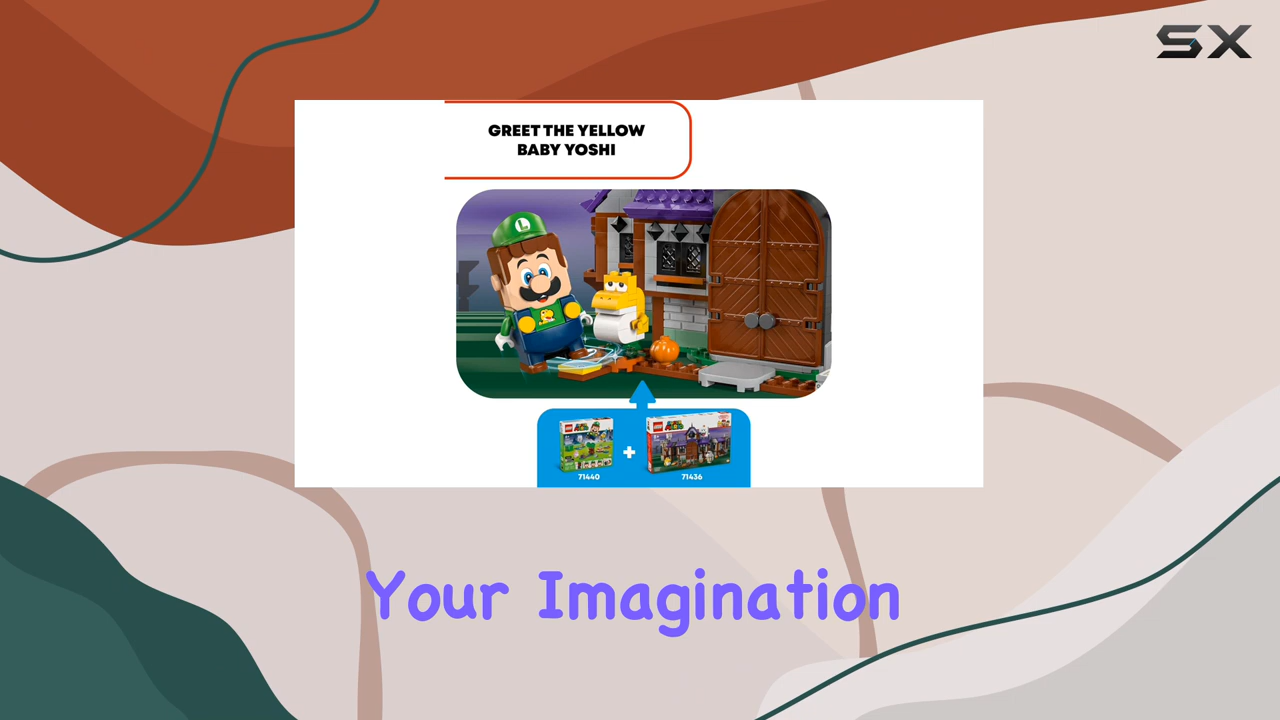 SX
GREET THE YELLOW
BABY YOSHI
L
71440
71436
Your Imagination